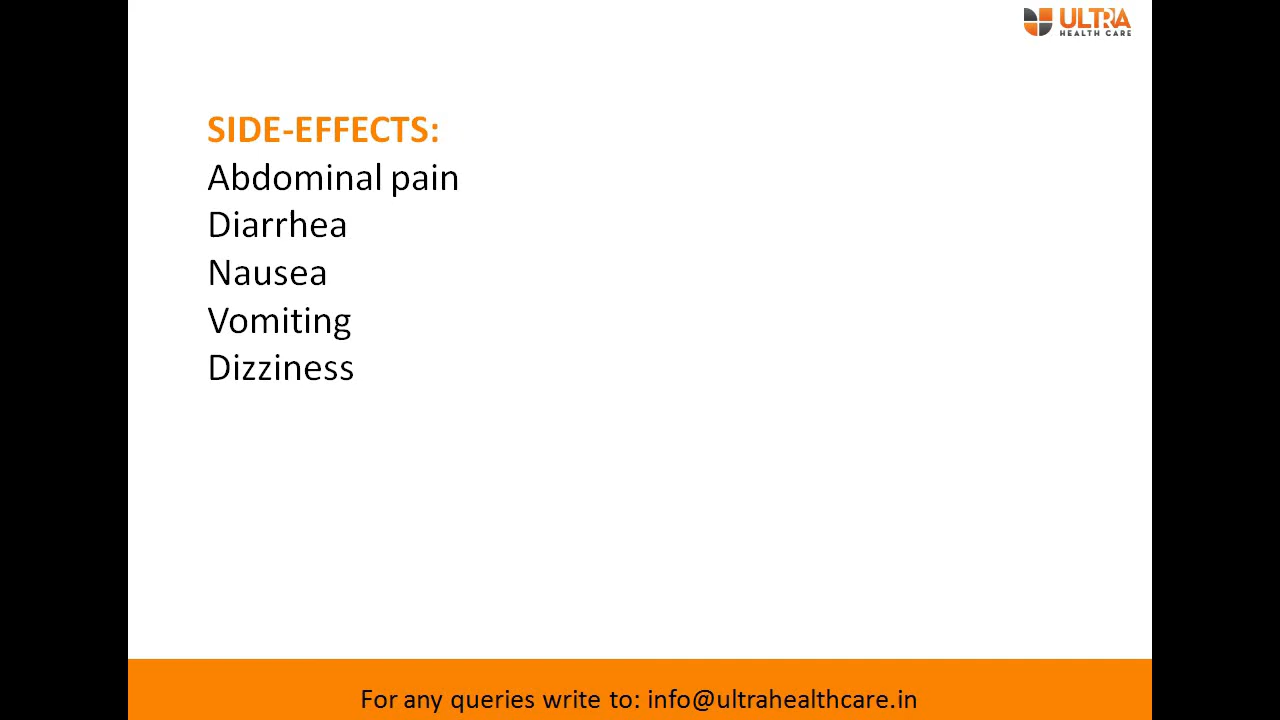 ULTRA
HEALTH CARE
SIDE-EFFECTS:
Abdominal pain
Diarrhea
Nausea
Vomiting
Dizziness
For any queries write to: info@ultrahealthcare.in